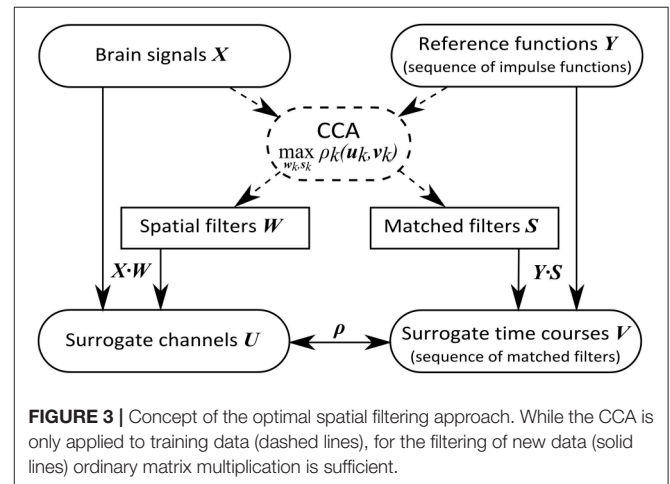 Brain signals X
Reference functions Y
(sequence of impulse functions)
CCA
max ρk(uk,vk)
wk,sk
Spatial filters W
Matched filters S
X·W
Y·S
Surrogate channels U
ρ
Surrogate time courses V
(sequence of matched filters)
FIGURE 3 | Concept of the optimal spatial filtering approach. While the CCA is
only applied to training data (dashed lines), for the filtering of new data (solid
lines) ordinary matrix multiplication is sufficient.